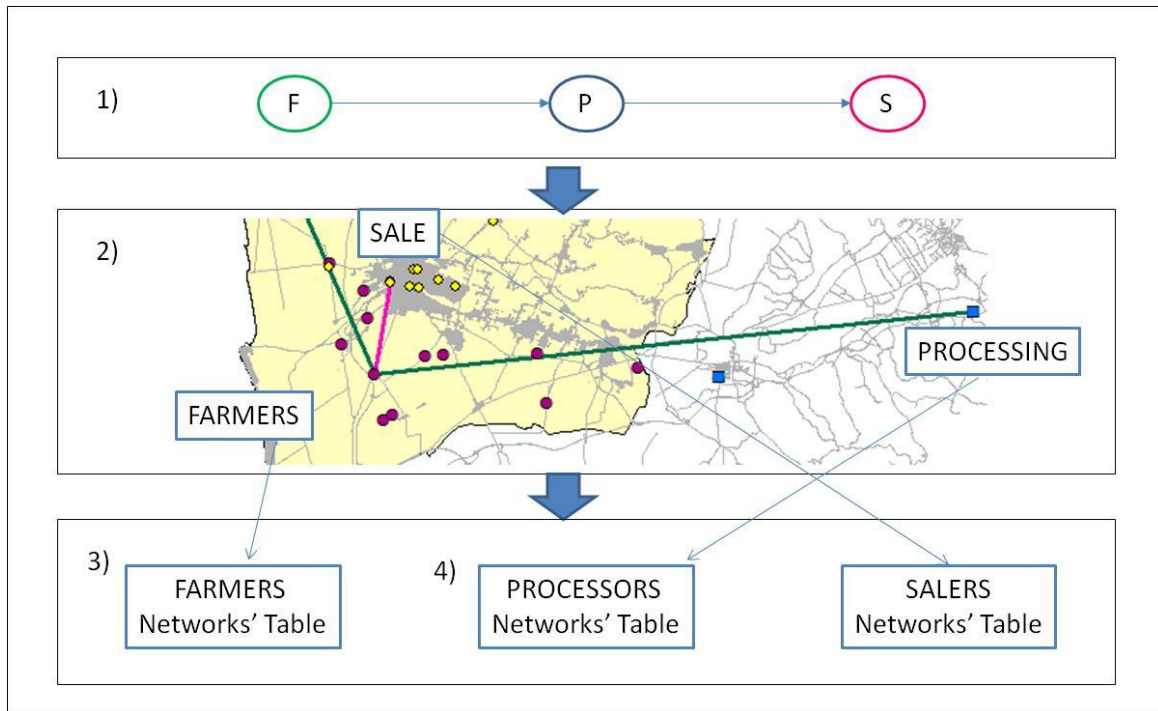 1)
F
P
S
2)
SALE
PROCESSING
FARMERS
3)
FARMERS
Networks’ Table
4)
PROCESSORS
Networks’ Table
SALERS
Networks’ Table